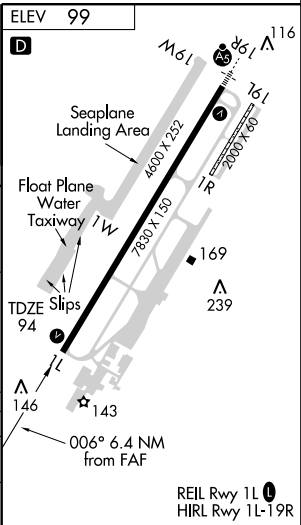 ELEV 99
D
116
A5
19R
19W
19L
Seaplane
Landing Area
4600 X 252
2000 X 60
1R
V
Float Plane
Water
Taxiway
1W
7830 X 150
169
239
TDZE
94
Slips
V
1L
146
143
006° 6.4 NM
from FAF
REIL Rwy 1L L
HIRL Rwy 1L-19R